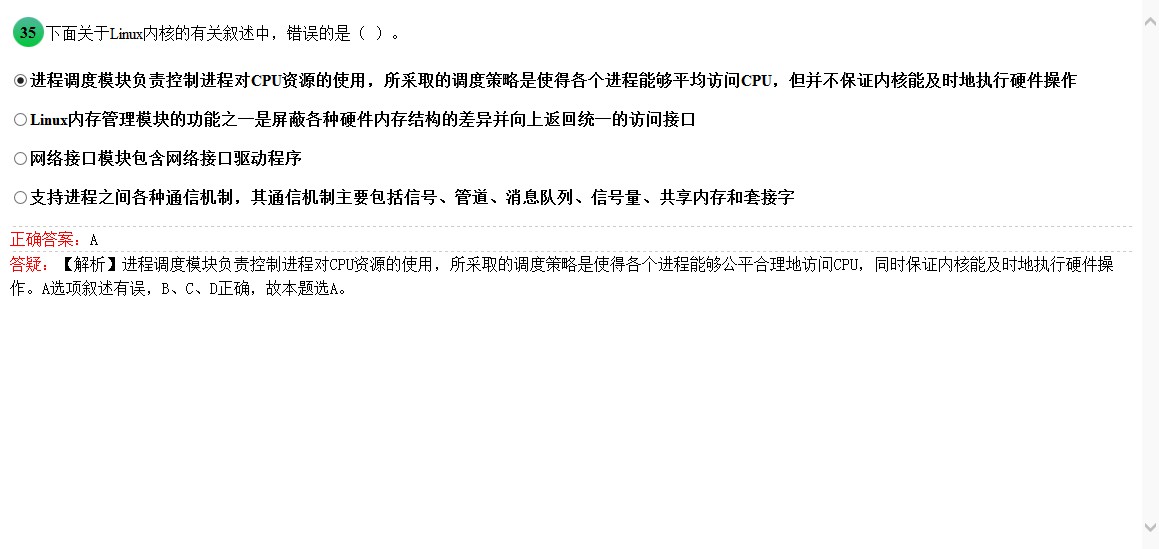 35 下面关于Linux内核的有关叙述中，错误的是（ ）。
进程调度模块负责控制进程对CPU资源的使用，所采取的调度策略是使得各个进程能够平均访问CPU，但并不保证内核能及时地执行硬件操作
Linux内存管理模块的功能之一是屏蔽各种硬件内存结构的差异并向上返回统一的访问接口
网络接口模块包含网络接口驱动程序
支持进程之间各种通信机制，其通信机制主要包括信号、管道、消息队列、信号量、共享内存和套接字
正确答案：A
答疑：【解析】进程调度模块负责控制进程对CPU资源的使用，所采取的调度策略是使得各个进程能够公平合理地访问CPU，同时保证内核能及时地执行硬件操
作。A选项叙述有误，B、C、D正确，故本题选A。